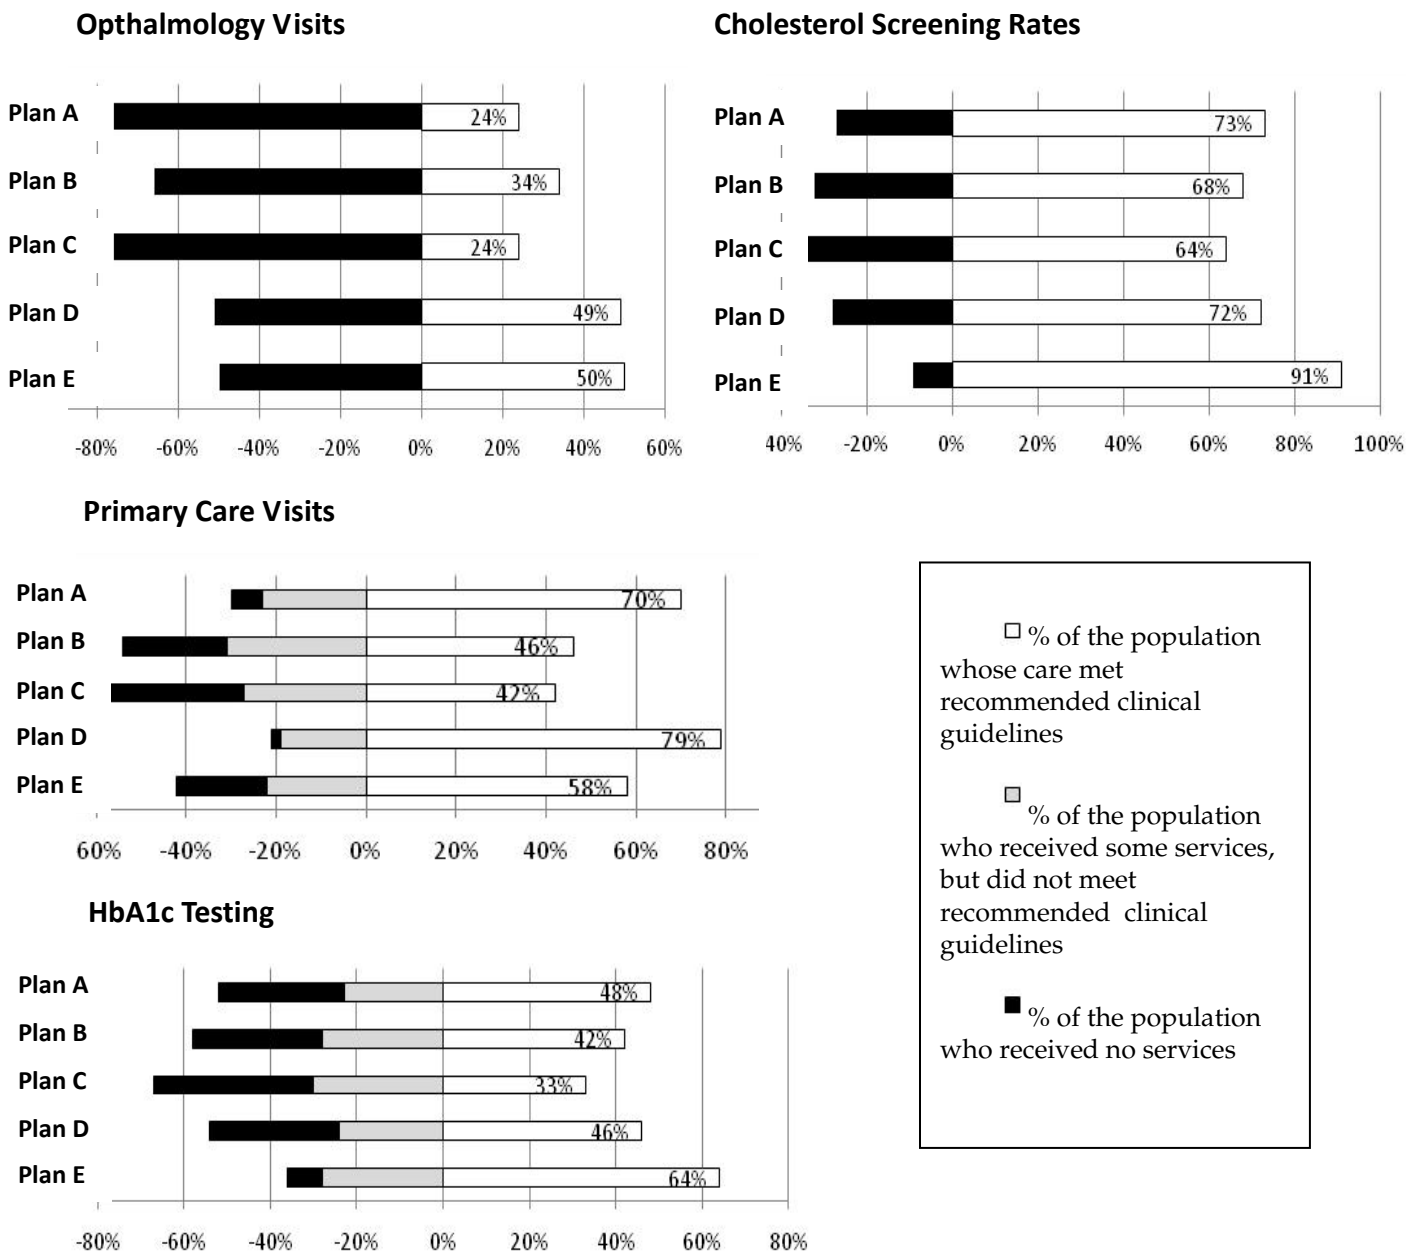 Opthalmology Visits
Plan A
24%
Plan B
34%
Plan C
24%
Plan D
49%
Plan E
50%
-80% -60% -40% -20% 0% 20% 40% 60%
Cholesterol Screening Rates
Plan A
73%
Plan B
68%
Plan C
64%
Plan D
72%
Plan E
91%
40% -20% 0% 20% 40% 60% 80% 100%
Primary Care Visits
Plan A
70%
Plan B
46%
Plan C
42%
Plan D
79%
Plan E
58%
60% -40% -20% 0% 20% 40% 60% 80%
HbA1c Testing
Plan A
48%
Plan B
42%
Plan C
33%
Plan D
46%
Plan E
64%
-80% -60% -40% -20% 0% 20% 40% 60% 80%
% of the population
whose care met
recommended clinical
guidelines
% of the population
who received some services,
but did not meet
recommended clinical
guidelines
% of the population
who received no services